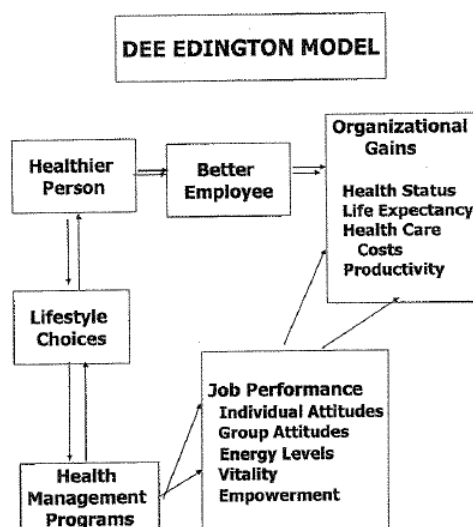 DEE EDINGTON MODEL
Healthier
Person
Better
Employee
Organizational
Gains
Health Status
Life Expectancy
Health Care
Costs
Productivity
Lifestyle
Choices
Job Performance
Individual Attitudes
Group Attitudes
Energy Levels
Vitality
Empowerment
Health
Management
Programs